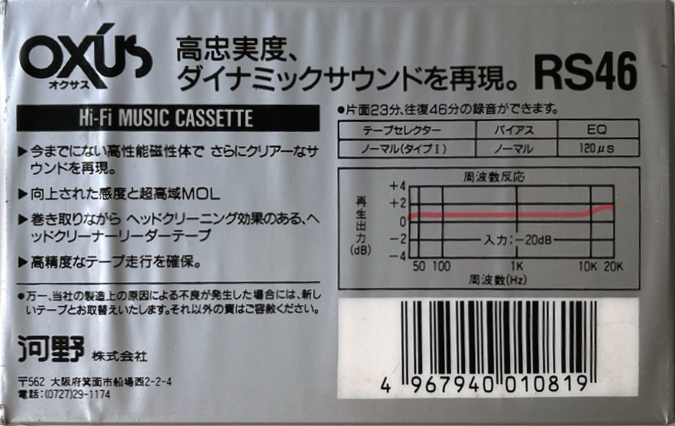 OXUS
オクサス
高忠実度、
ダイナミックサウンドを再現。
RS46
Hi-Fi MUSIC CASSETTE
▶今までにない高性能磁性体で さらにクリアーなサ
ウンドを再現。
▶向上された感度と超高域MOL
▶巻き取りながら ヘッドクリーニング効果のある、ヘ
ッドクリーナーリーダーテープ
▶高精度なテープ走行を確保。
●万一、当社の製造上の原因による不良が発生した場合には、新し
いテープとお取替えいたします。それ以外の責はご容赦ください。
河野 株式会社
〒562 大阪府箕面市船場西2-2-4
電話:(0727)29-1174
●片面23分、往復46分の録音ができます。
テープセレクター バイアス EQ
ノーマル(タイプI) ノーマル 120μs
周波数反応
再生出力(dB)
+4
+2
0
-2
-4
入力:-20dB
50 100 1K 10K 20K
周波数(Hz)
4 967940 010819